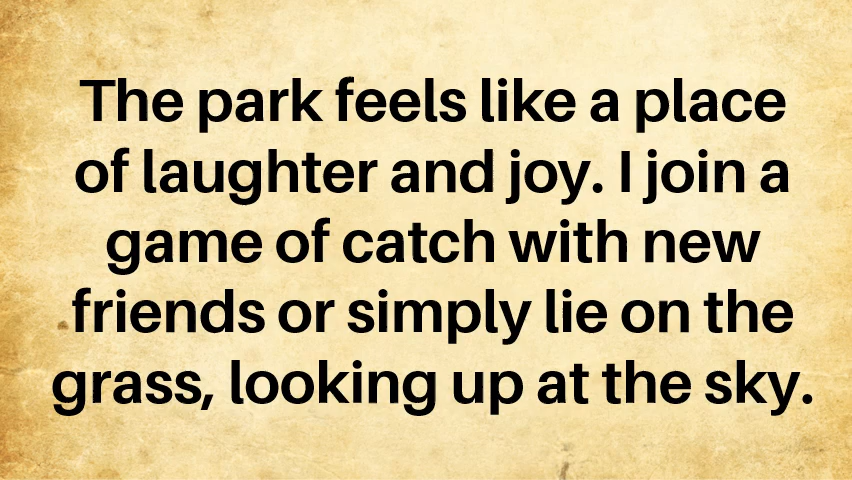 The park feels like a place
of laughter and joy. I join a
game of catch with new
friends or simply lie on the
grass, looking up at the sky.